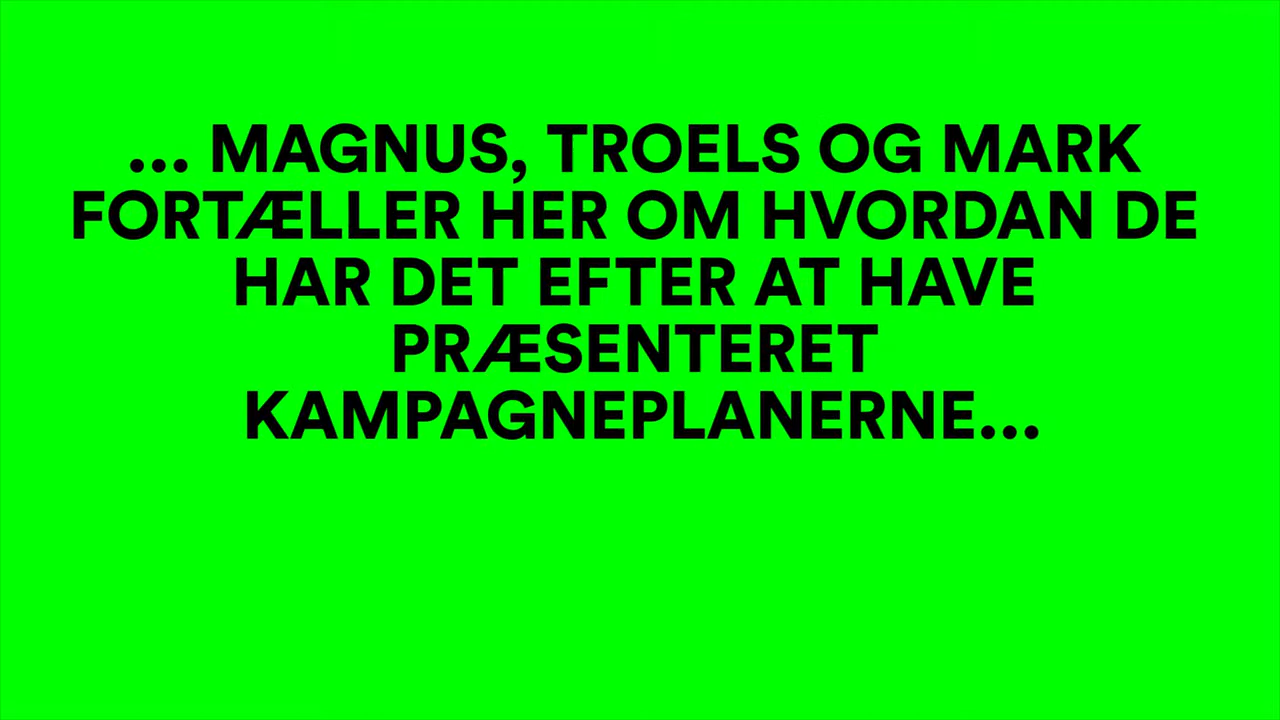 ... MAGNUS, TROELS OG MARK
FORTÆLLER HER OM HVORDAN DE
HAR DET EFTER AT HAVE
PRÆSENTERET
KAMPAGNEPLANERNE...